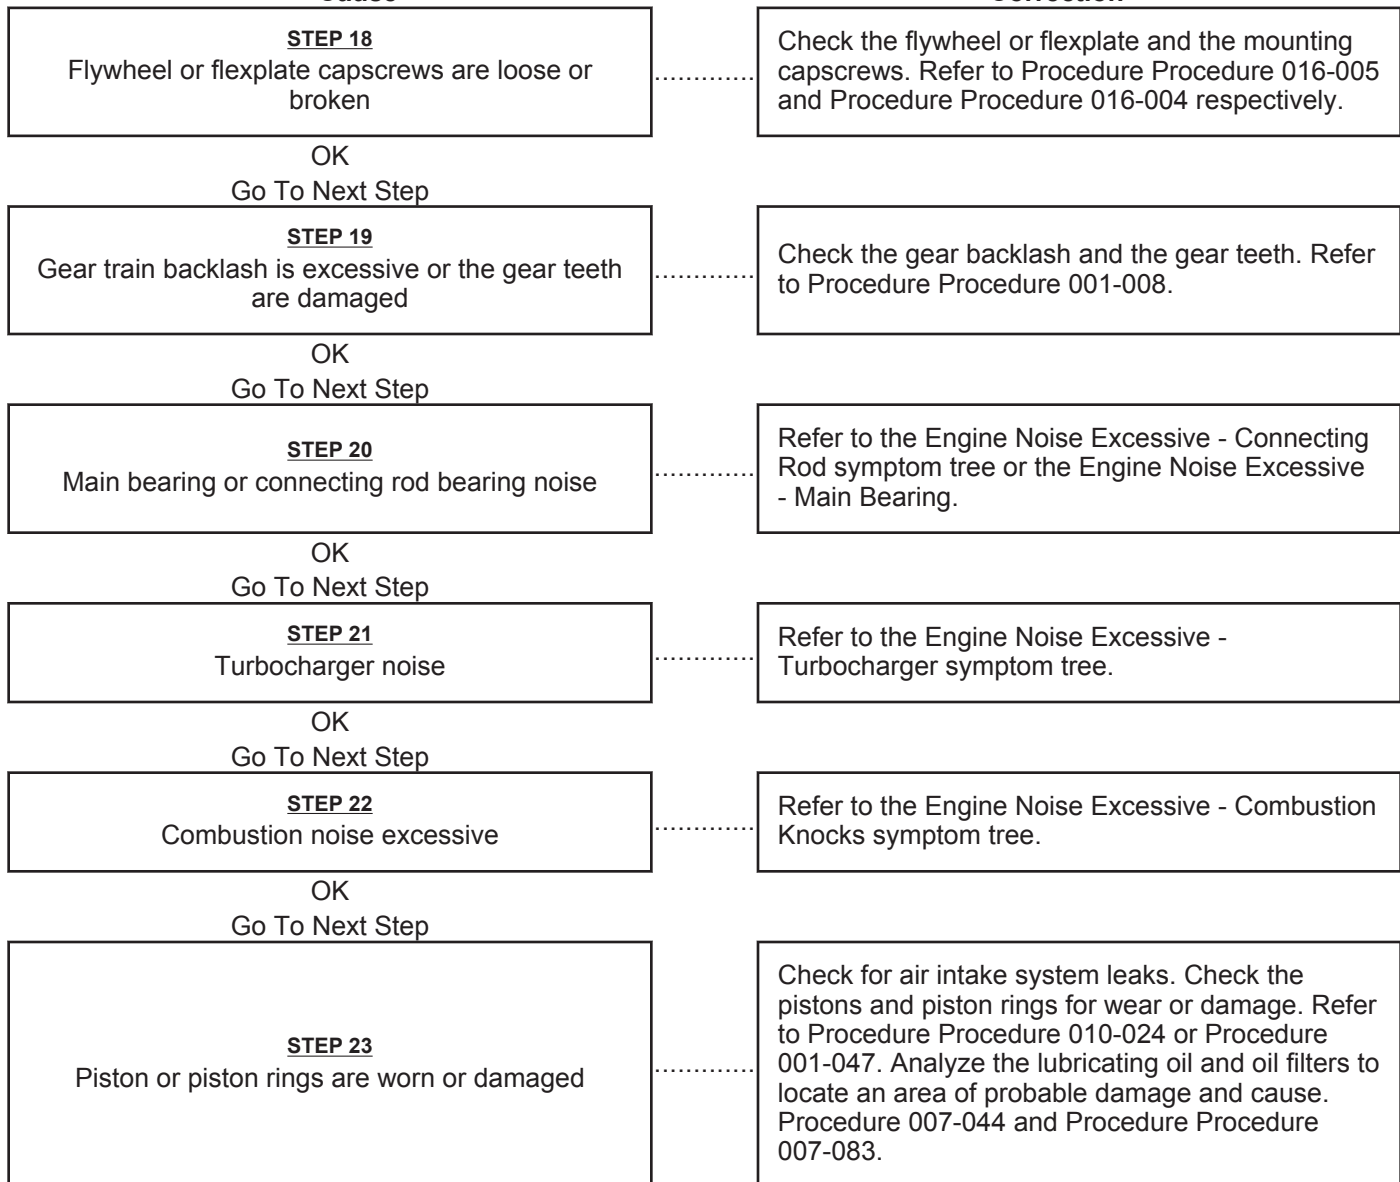 Cause
Correction
STEP 18
Flywheel or flexplate capscrews are loose or
broken
.............
Check the flywheel or flexplate and the mounting
capscrews. Refer to Procedure Procedure 016-005
and Procedure Procedure 016-004 respectively.
OK
Go To Next Step
STEP 19
Gear train backlash is excessive or the gear teeth
are damaged
.............
Check the gear backlash and the gear teeth. Refer
to Procedure Procedure 001-008.
OK
Go To Next Step
STEP 20
Main bearing or connecting rod bearing noise
.............
Refer to the Engine Noise Excessive - Connecting
Rod symptom tree or the Engine Noise Excessive
- Main Bearing.
OK
Go To Next Step
STEP 21
Turbocharger noise
.............
Refer to the Engine Noise Excessive -
Turbocharger symptom tree.
OK
Go To Next Step
STEP 22
Combustion noise excessive
.............
Refer to the Engine Noise Excessive - Combustion
Knocks symptom tree.
OK
Go To Next Step
STEP 23
Piston or piston rings are worn or damaged
.............
Check for air intake system leaks. Check the
pistons and piston rings for wear or damage. Refer
to Procedure Procedure 010-024 or Procedure
001-047. Analyze the lubricating oil and oil filters to
locate an area of probable damage and cause.
Procedure 007-044 and Procedure Procedure
007-083.